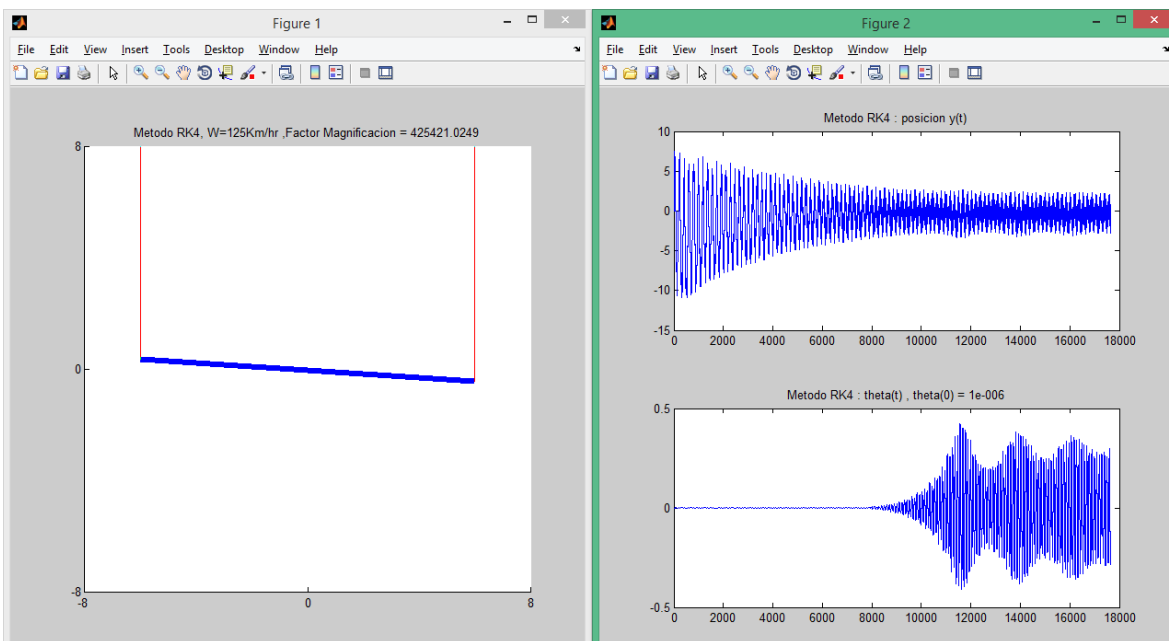 Figure 1
File Edit View Insert Tools Desktop Window Help
Metodo RK4, W=125Km/hr ,Factor Magnificacion = 425421.0249
8
0
-8
-8 0 8
Figure 2
File Edit View Insert Tools Desktop Window Help
Metodo RK4 : posicion y(t)
10
5
0
-5
-10
-15
0 2000 4000 6000 8000 10000 12000 14000 16000 18000
Metodo RK4 : theta(t) , theta(0) = 1e-006
0.5
0
-0.5
0 2000 4000 6000 8000 10000 12000 14000 16000 18000